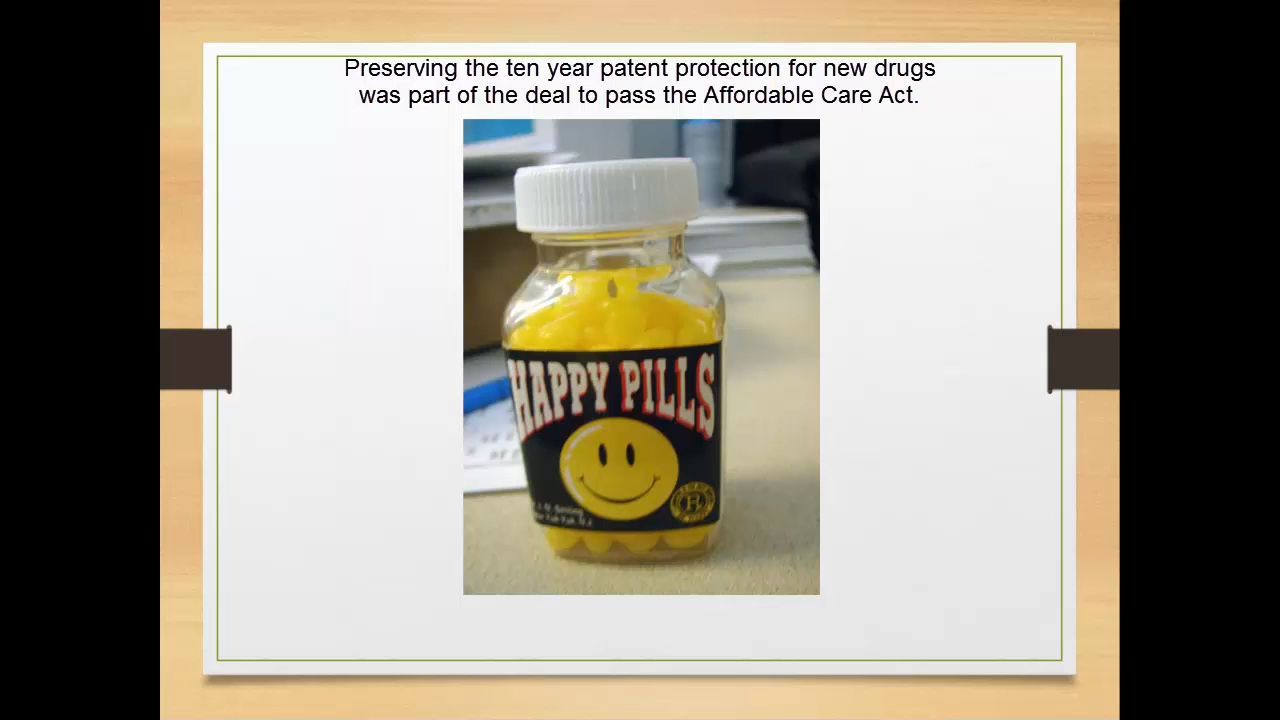 Preserving the ten year patent protection for new drugs
was part of the deal to pass the Affordable Care Act.
HAPPY PILLS